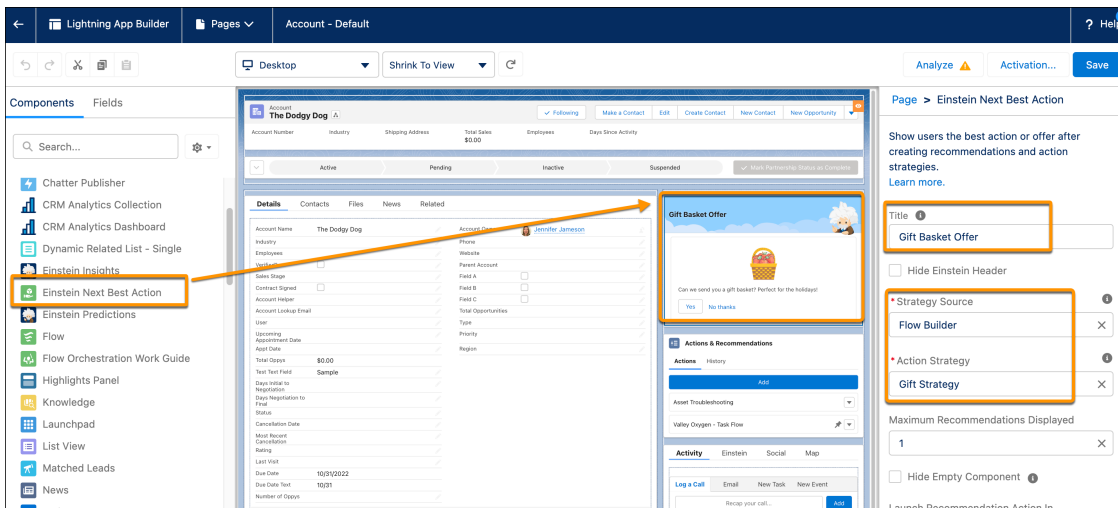 Lightning App Builder
Pages
Account - Default
? Help
Desktop
Shrink To View
Analyze
Activation...
Save
Components
Fields
Search...
Chatter Publisher
CRM Analytics Collection
CRM Analytics Dashboard
Dynamic Related List - Single
Einstein Insights
Einstein Next Best Action
Einstein Predictions
Flow
Flow Orchestration Work Guide
Highlights Panel
Knowledge
Launchpad
List View
Matched Leads
News
Account
The Dodgy Dog
Following
Make a Contact
Edit
Create Contact
New Contact
New Opportunity
Account Number
Industry
Shipping Address
Total Sales
Employees
Days Since Activity
$0.00
Active
Pending
Inactive
Suspended
Mark Partnership Status as Complete
Details
Contacts
Files
News
Related
Account Name
The Dodgy Dog
Industry
Employees
Sales Stage
Contract Signed
Account Helper
Account Lookup Email
User
Upcoming
Appointment Date
Appt Date
Total Oppys
$0.00
Test Text Field
Sample
Days Initial to
Negotiation
Days Negotiation to
Final
Status
Cancellation Date
Most Recent
Cancellation
Rating
Last Visit
Due Date
10/31/2022
Due Date Text
10/31
Number of Oppys
Jennifer Jameson
Phone
Website
Parent Account
Field A
Field B
Field C
Total Opportunities
Type
Priority
Region
Gift Basket Offer
Can we send you a gift basket? Perfect for the holidays!
Yes
No thanks
Actions & Recommendations
Actions
History
Add
Asset Troubleshooting
Valley Oxygen - Task Flow
Activity
Einstein
Social
Map
Log a Call
Email
New Task
New Event
Recap your call...
Add
Page > Einstein Next Best Action
Show users the best action or offer after
creating recommendations and action
strategies.
Learn more.
Title
Gift Basket Offer
Hide Einstein Header
* Strategy Source
Flow Builder
* Action Strategy
Gift Strategy
Maximum Recommendations Displayed
1
Hide Empty Component
Launch Recommendation Action In